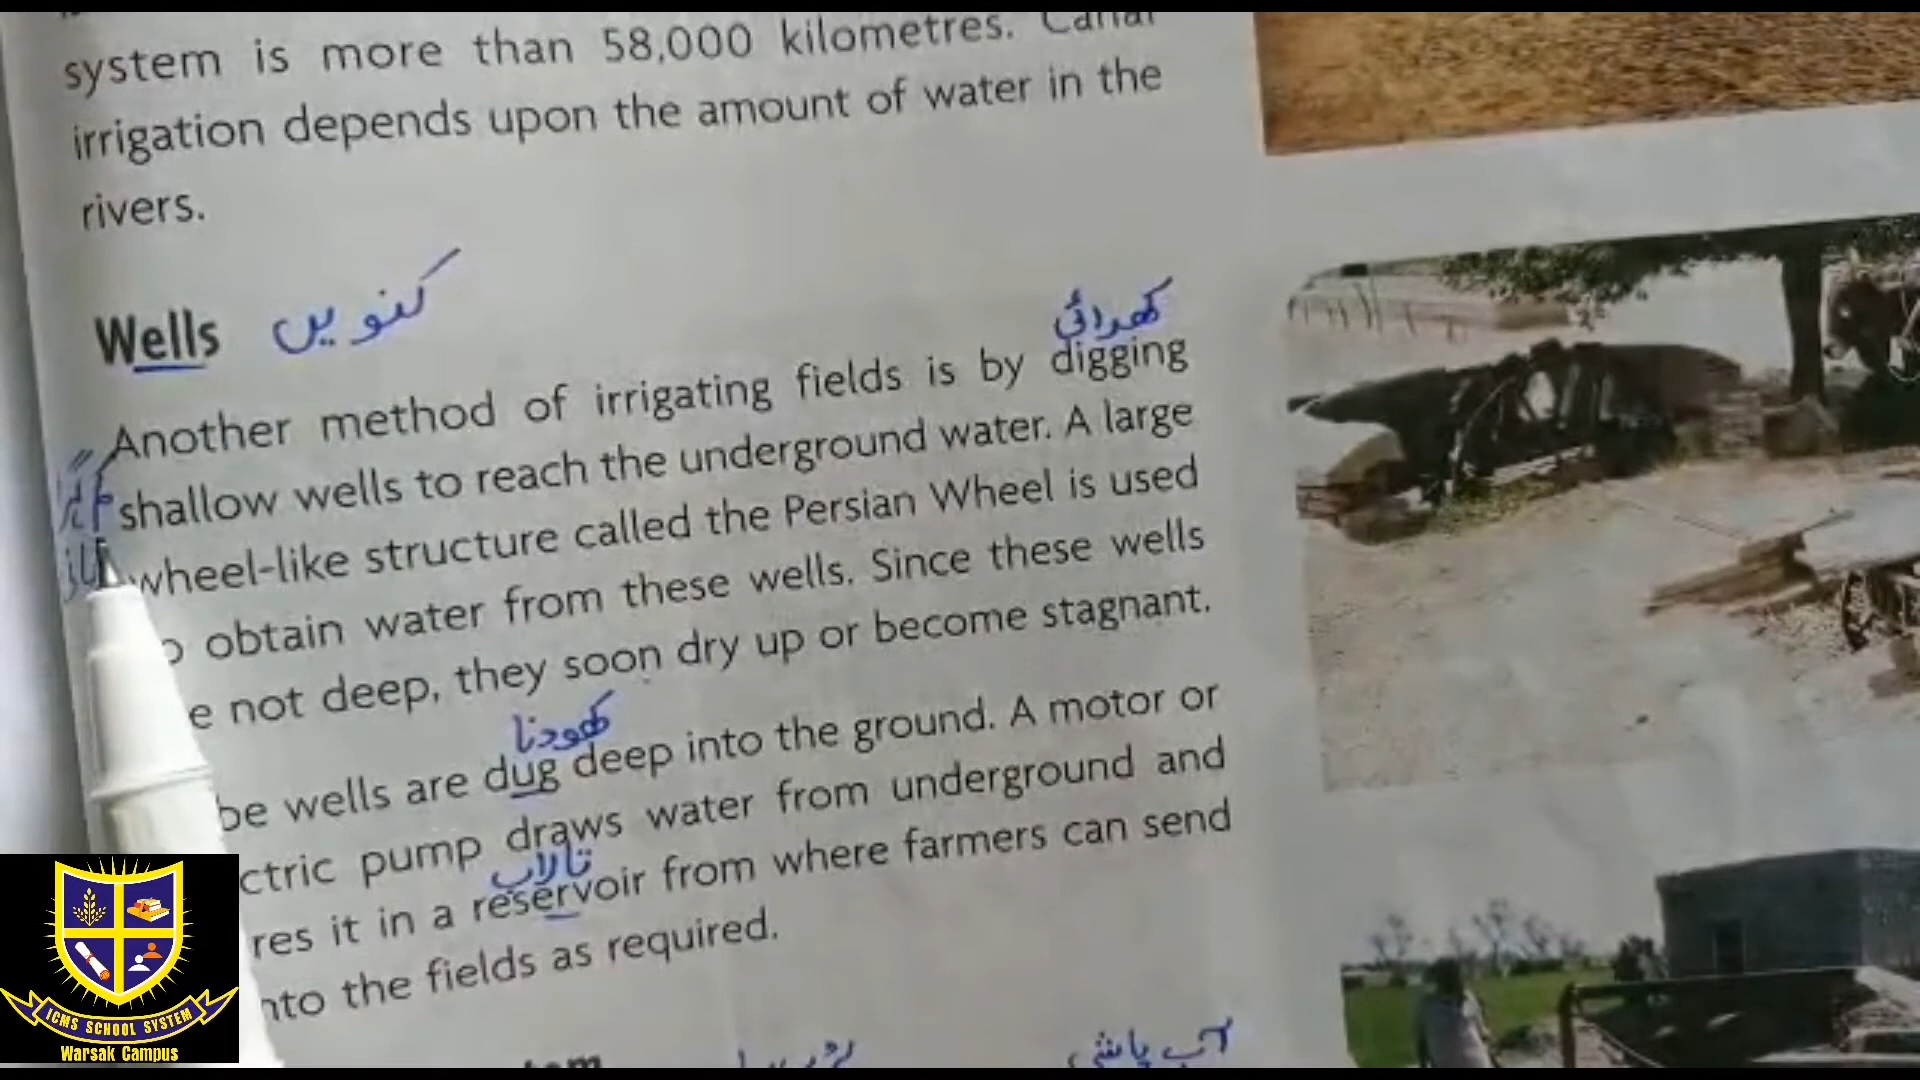 system is more than 58,000 kilometres. Canal
irrigation depends upon the amount of water in the
rivers.
Wells کنویں
کھدائی
Another method of irrigating fields is by digging
shallow wells to reach the underground water. A large
wheel-like structure called the Persian Wheel is used
obtain water from these wells. Since these wells
e not deep, they soon dry up or become stagnant.
کھودنا
be wells are dug deep into the ground. A motor or
ctric pump draws water from underground and
تالاب
res it in a reservoir from where farmers can send
nto the fields as required.
آب پاشی
ICMS SCHOOL SYSTEM
Warsak Campus